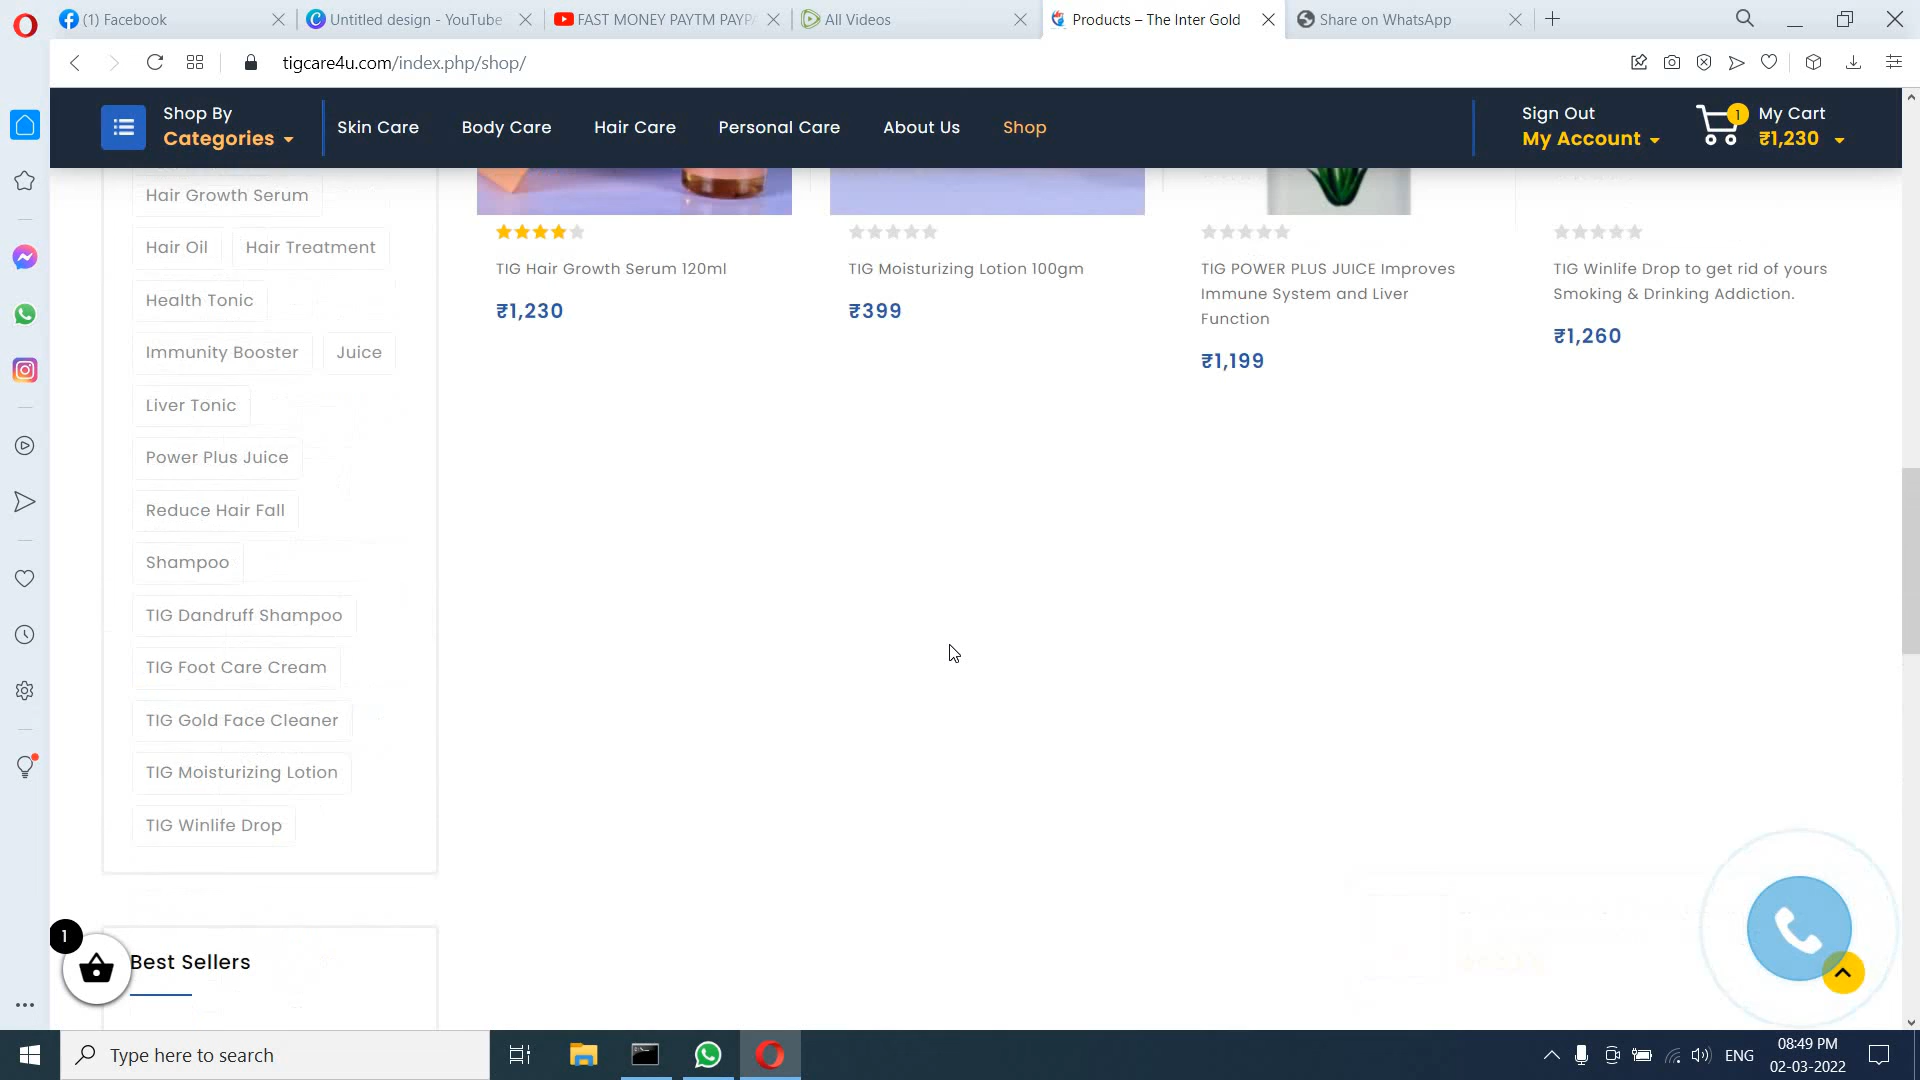 (1) Facebook
Untitled design - YouTube
FAST MONEY PAYTM PAYP
All Videos
Products – The Inter Gold
Share on WhatsApp
tigcare4u.com/index.php/shop/
Shop By
Categories
Skin Care
Body Care
Hair Care
Personal Care
About Us
Shop
Sign Out
My Account
1
My Cart
₹1,230
Hair Growth Serum
Hair Oil
Hair Treatment
Health Tonic
Immunity Booster
Juice
Liver Tonic
Power Plus Juice
Reduce Hair Fall
Shampoo
TIG Dandruff Shampoo
TIG Foot Care Cream
TIG Gold Face Cleaner
TIG Moisturizing Lotion
TIG Winlife Drop
TIG Hair Growth Serum 120ml
₹1,230
TIG Moisturizing Lotion 100gm
₹399
TIG POWER PLUS JUICE Improves
Immune System and Liver
Function
₹1,199
TIG Winlife Drop to get rid of yours
Smoking & Drinking Addiction.
₹1,260
1
Best Sellers
Type here to search
ENG
08:49 PM
02-03-2022